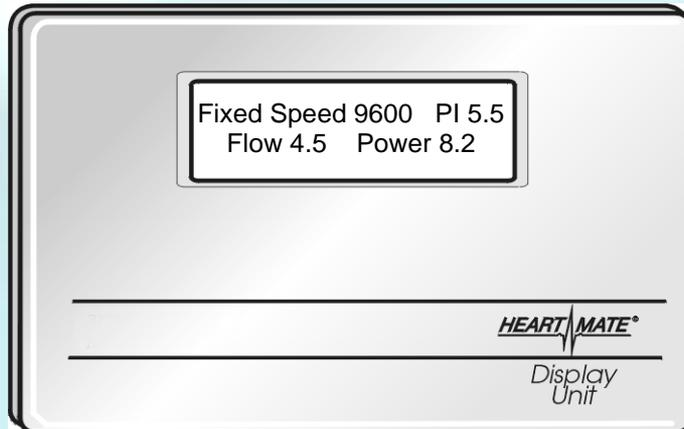 Fixed Speed 9600 PI 5.5
Flow 4.5 Power 8.2
HEARTMATE®
Display
Unit